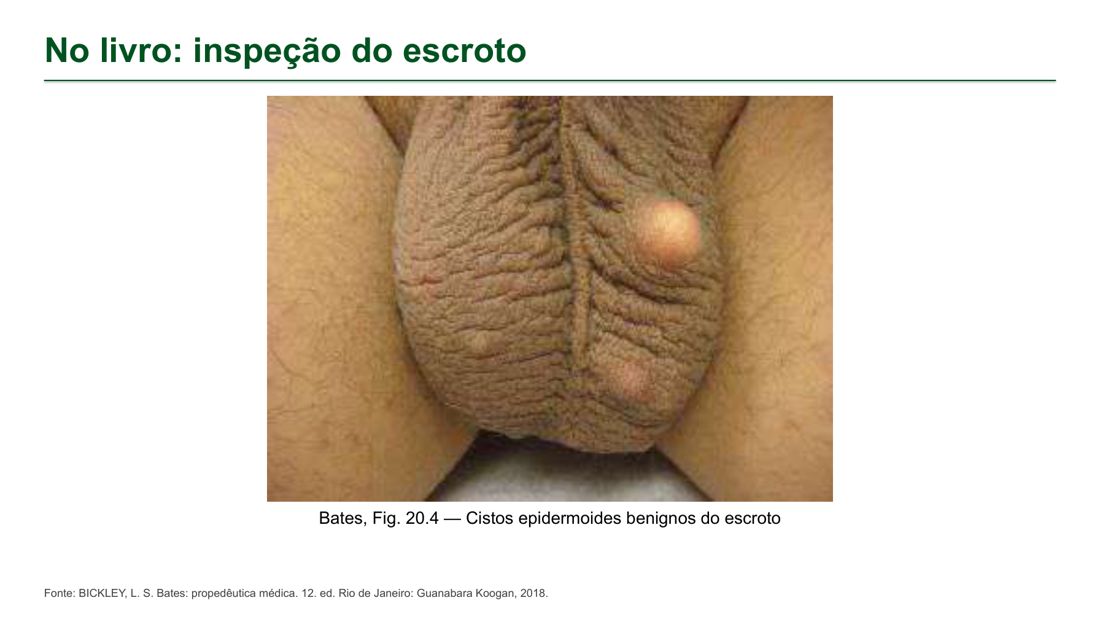 No livro: inspeção do escroto
Bates, Fig. 20.4 — Cistos epidermoides benignos do escroto
Fonte: BICKLEY, L. S. Bates: propedêutica médica. 12. ed. Rio de Janeiro: Guanabara Koogan, 2018.